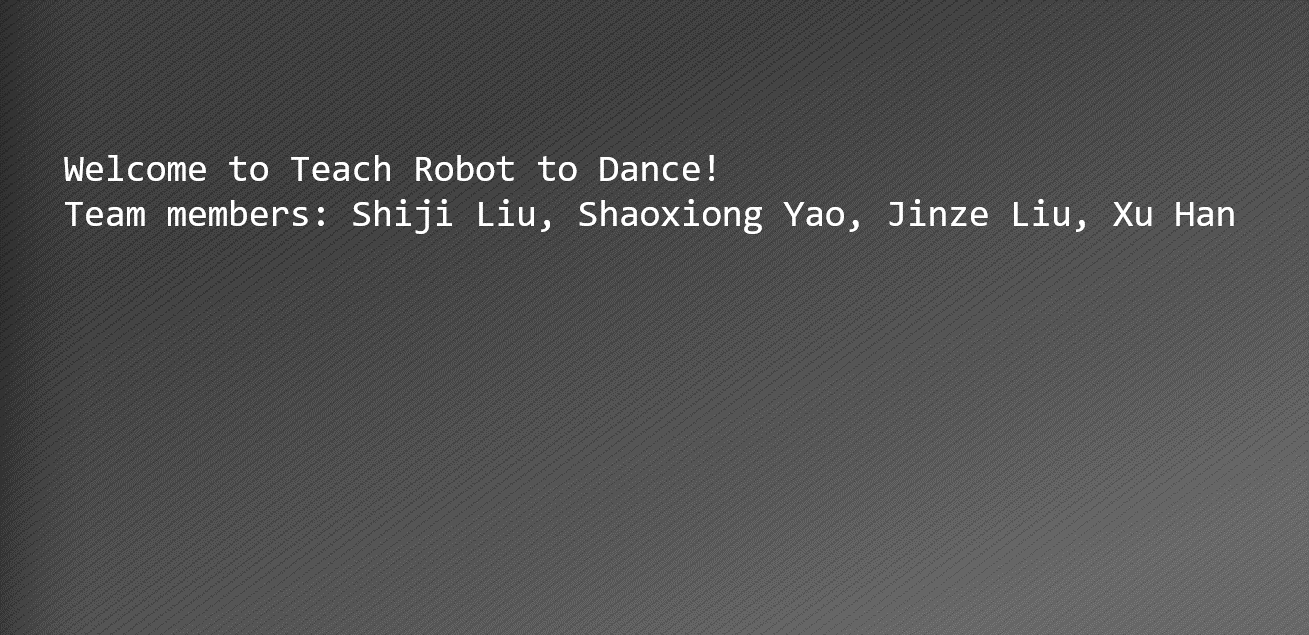 Welcome to Teach Robot to Dance!
Team members: Shiji Liu, Shaoxiong Yao, Jinze Liu, Xu Han